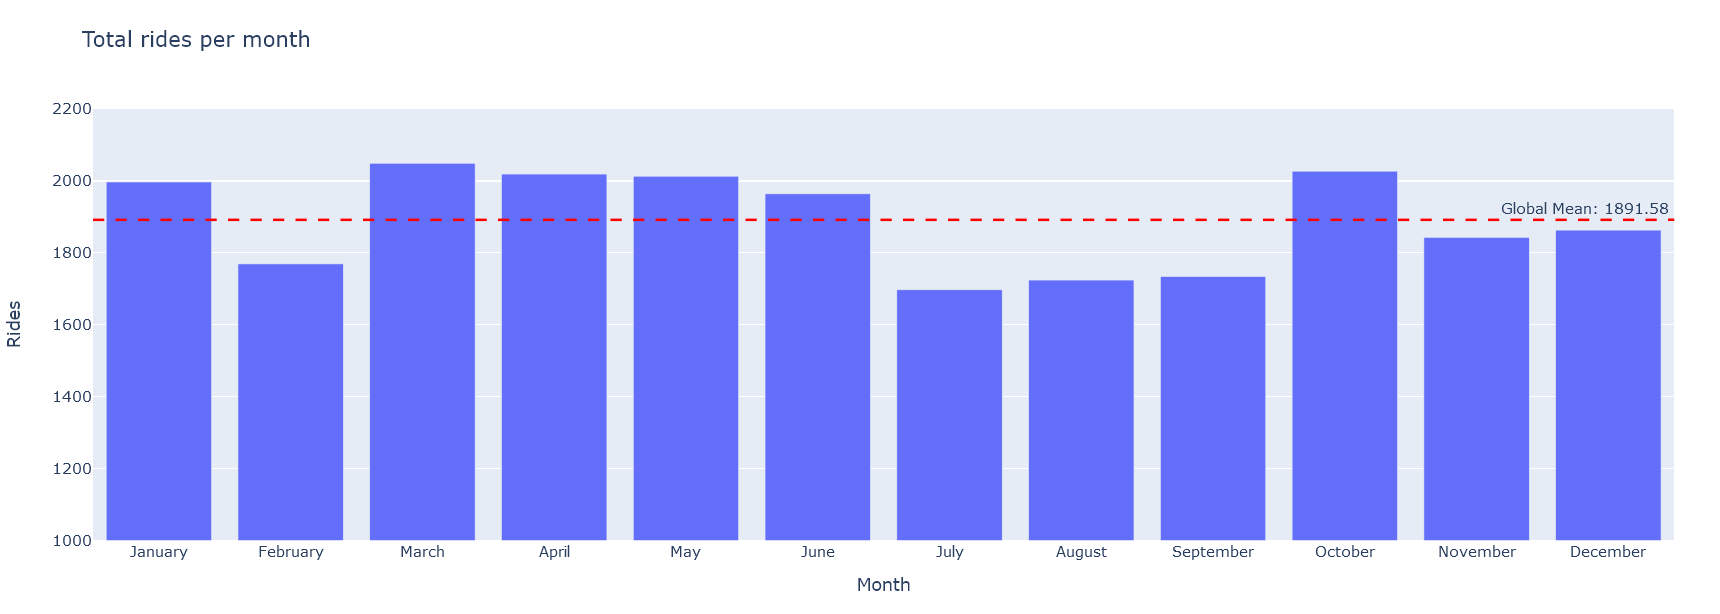 Total rides per month
2200
2000
1800
1600
1400
1200
1000
Rides
Global Mean: 1891.58
January February March April May June July August September October November December
Month